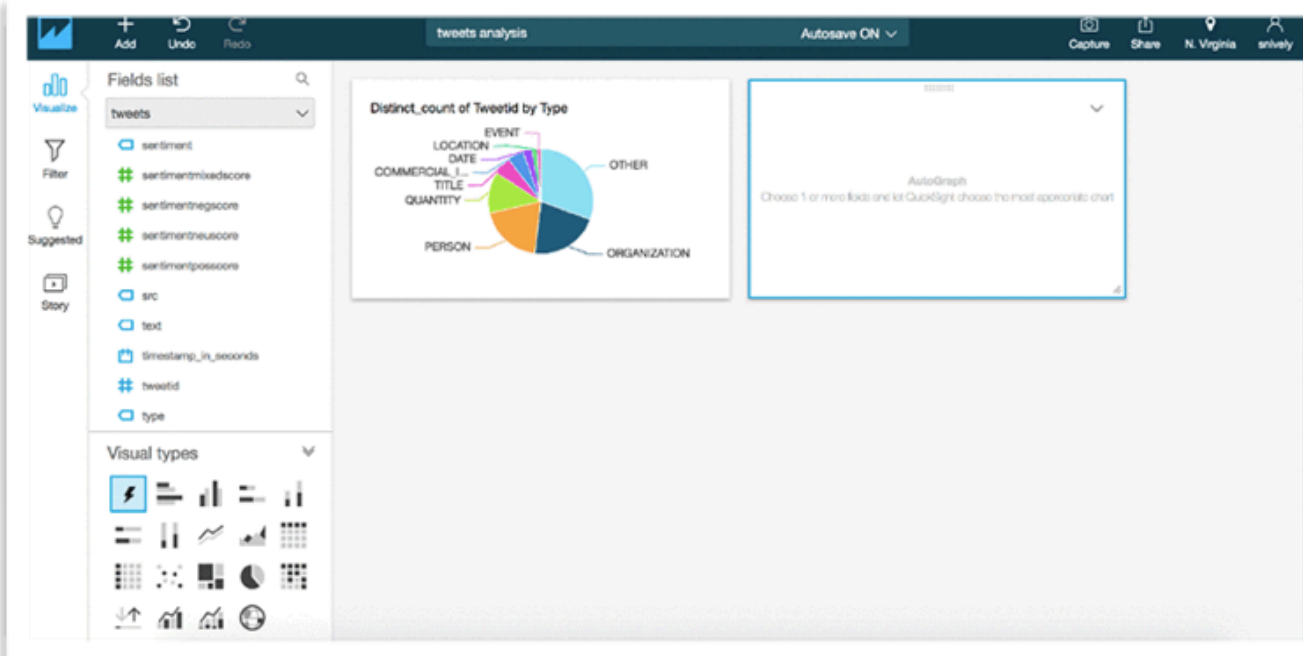 Add
Undo
Redo
tweets analysis
Autosave ON
Capture
Share
N. Virginia
snively
Visualize
Filter
Suggested
Story
Fields list
tweets
sentiment
sentimentmixedscore
sentimentnegscore
sentimentneuscore
sentimentposscore
src
text
timestamp_in_seconds
tweetid
type
Visual types
Distinct_count of Tweetid by Type
EVENT
LOCATION
DATE
COMMERCIAL_I...
TITLE
QUANTITY
PERSON
OTHER
ORGANIZATION
AutoGraph
Choose 1 or more fields and let QuickSight choose the most appropriate chart